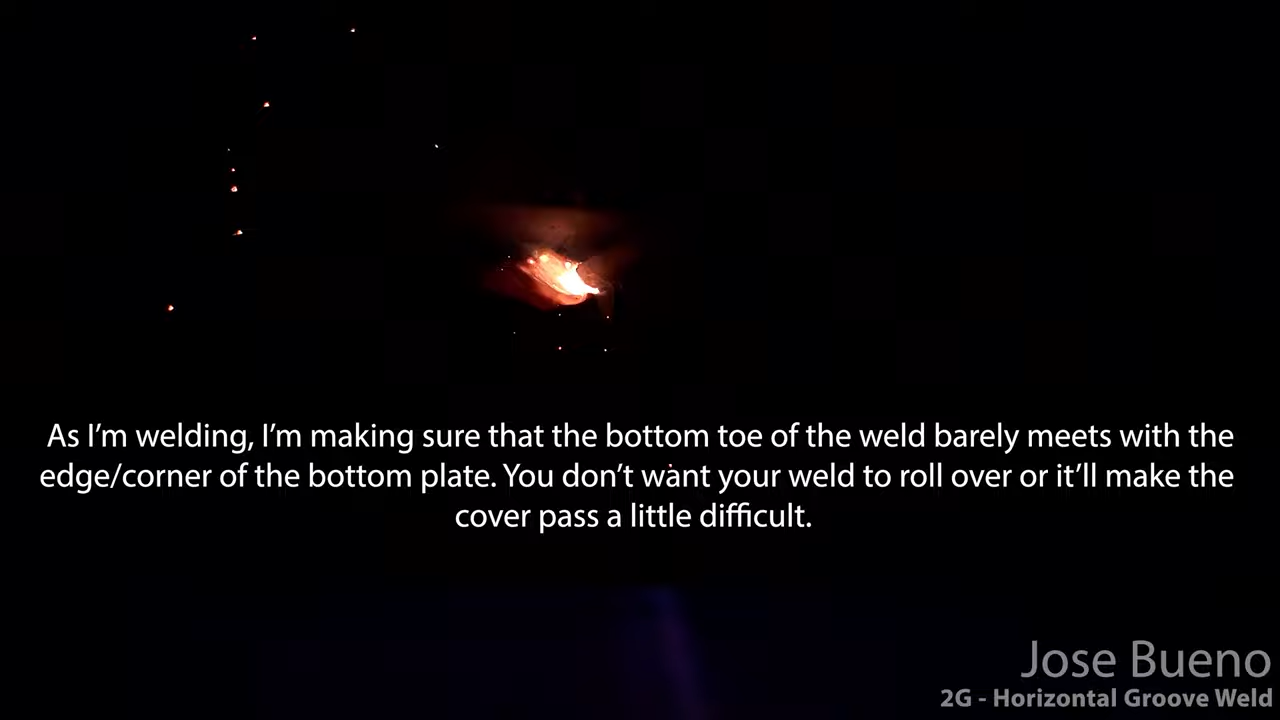 As I’m welding, I’m making sure that the bottom toe of the weld barely meets with the
edge/corner of the bottom plate. You don’t want your weld to roll over or it’ll make the
cover pass a little difficult.
Jose Bueno
2G - Horizontal Groove Weld